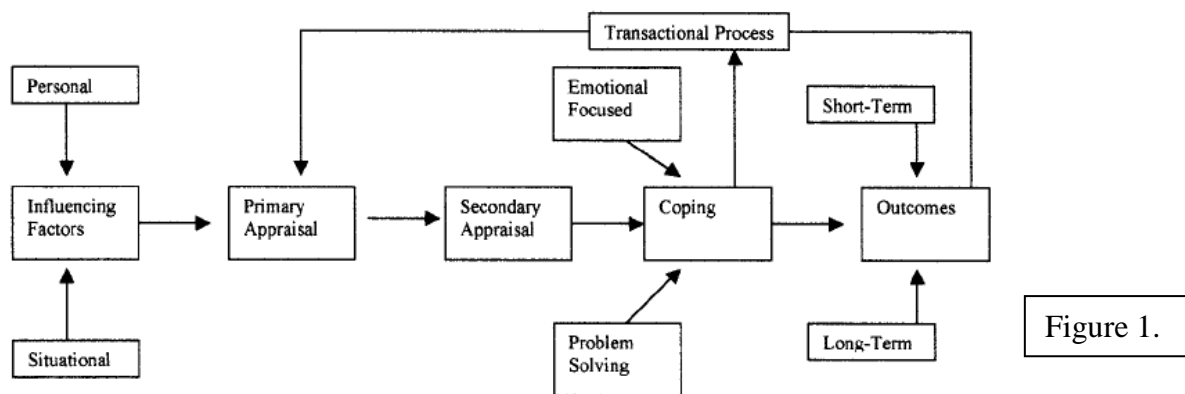 Transactional Process
Personal
Emotional
Focused
Short-Term
Influencing
Factors
Primary
Appraisal
Secondary
Appraisal
Coping
Outcomes
Situational
Problem
Solving
Long-Term
Figure 1.